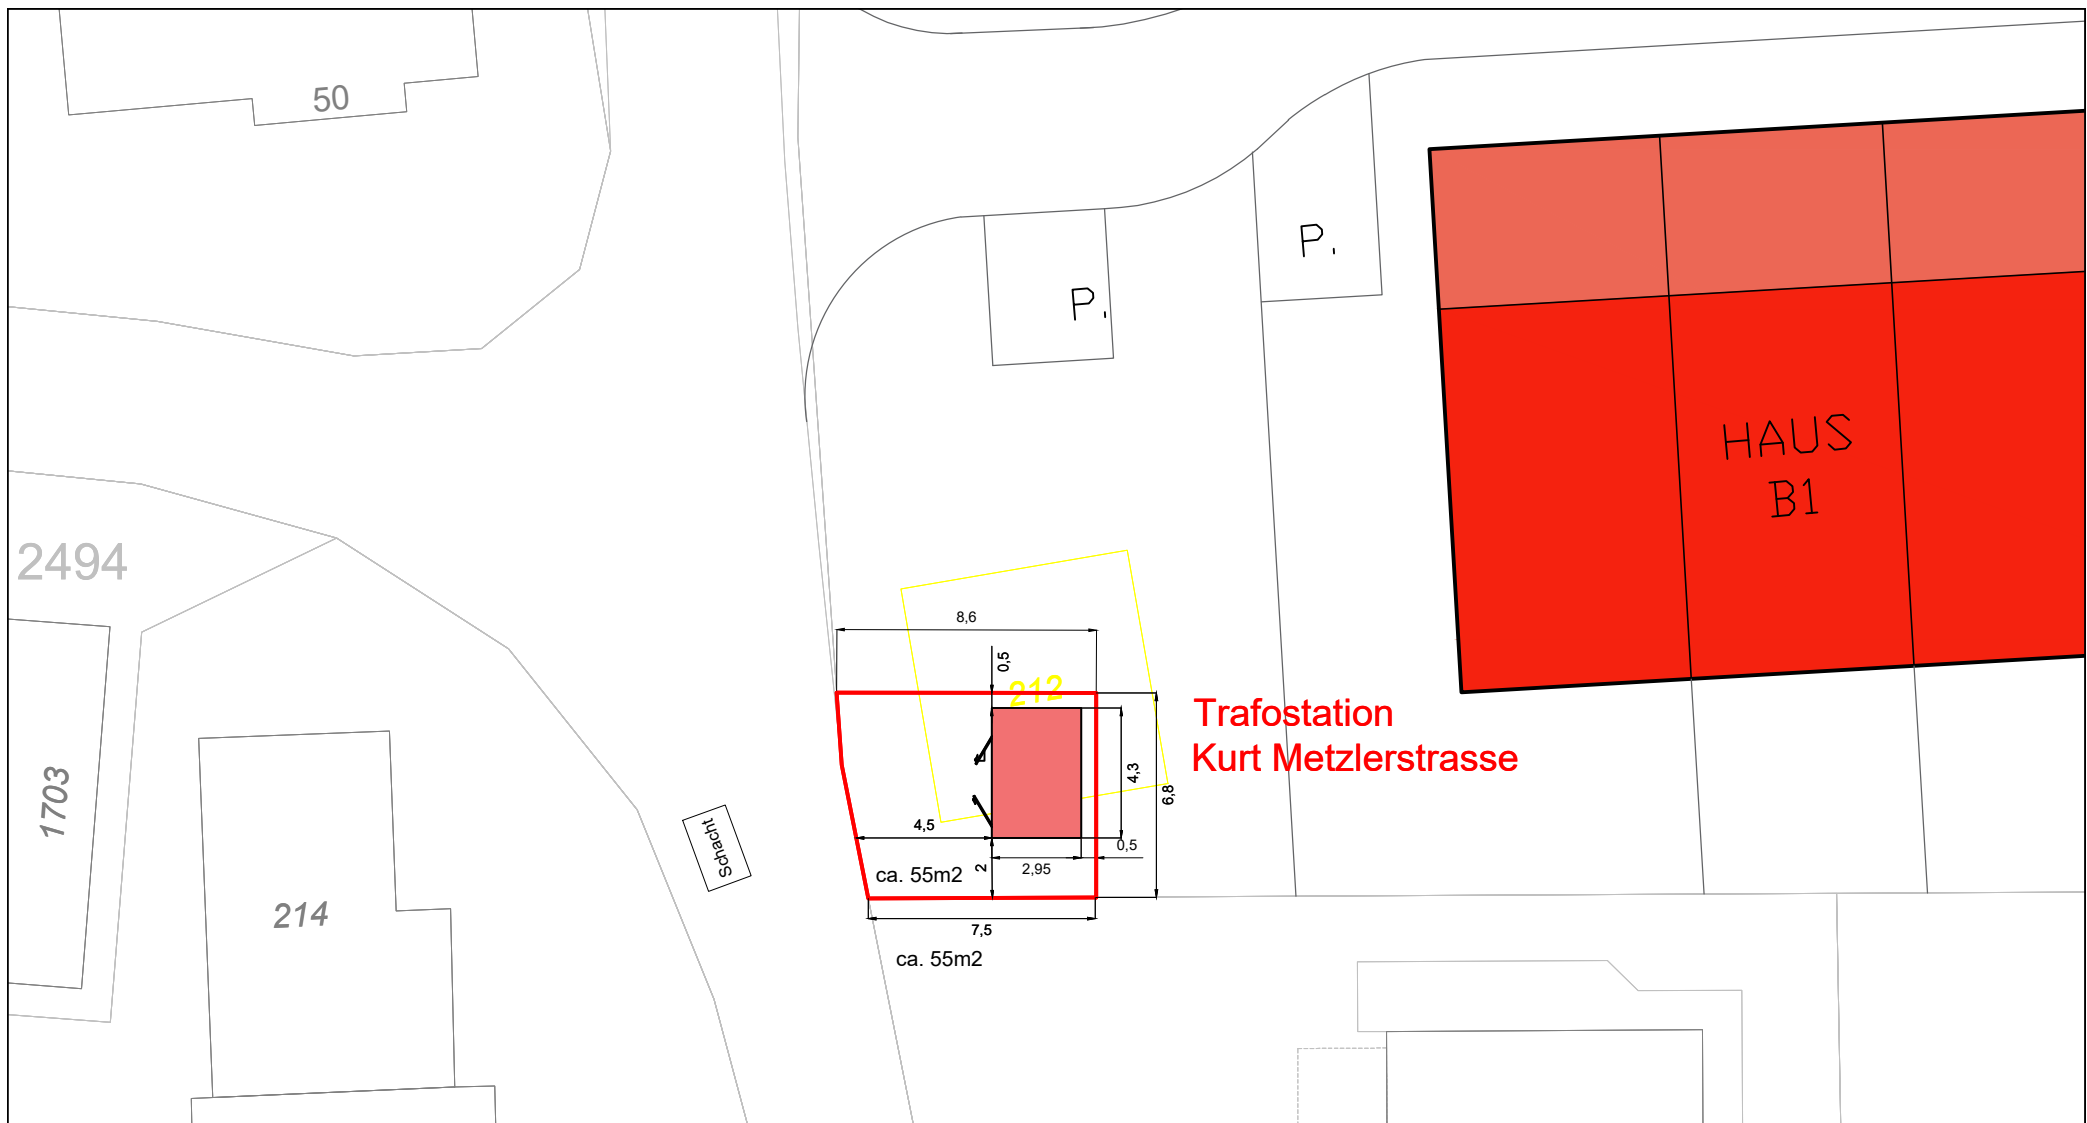 50
P.
P.
HAUS
B1
2494
8,6
0,5
212
Trafostation
Kurt Metzlerstrasse
4,3
6,8
1703
4,5
0,5
Schacht
2
2,95
ca. 55m2
214
7,5
ca. 55m2